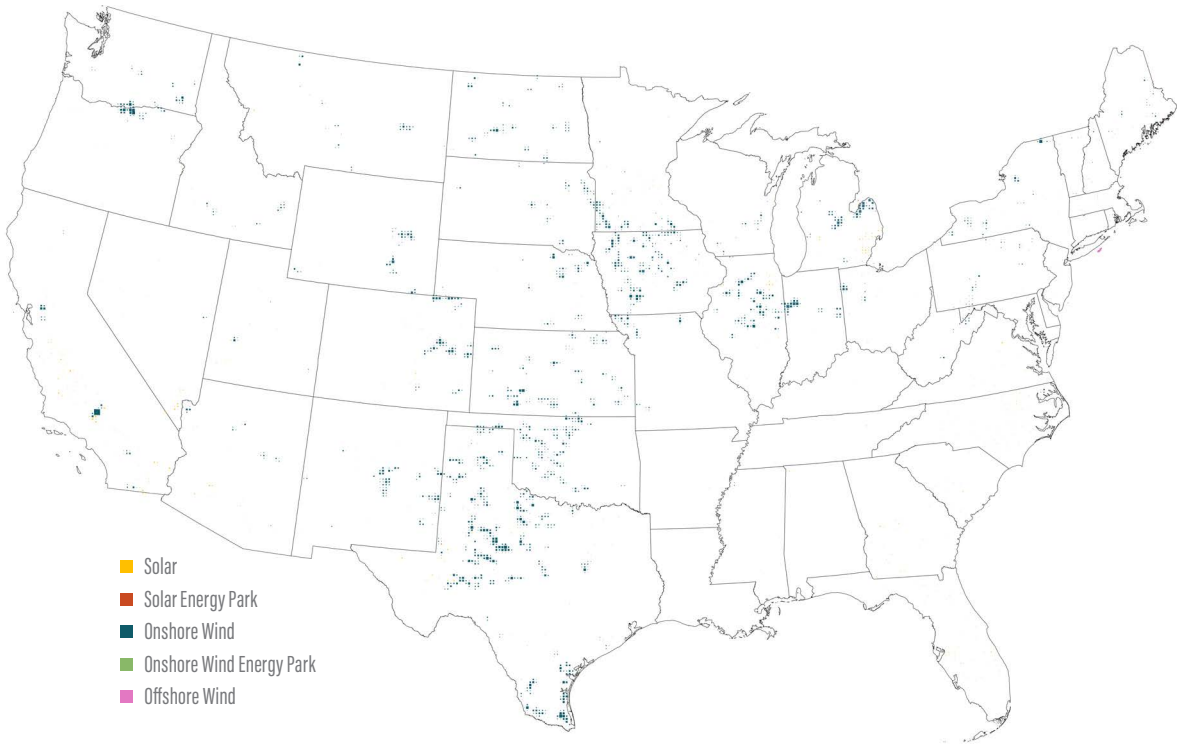 Solar
Solar Energy Park
Onshore Wind
Onshore Wind Energy Park
Offshore Wind